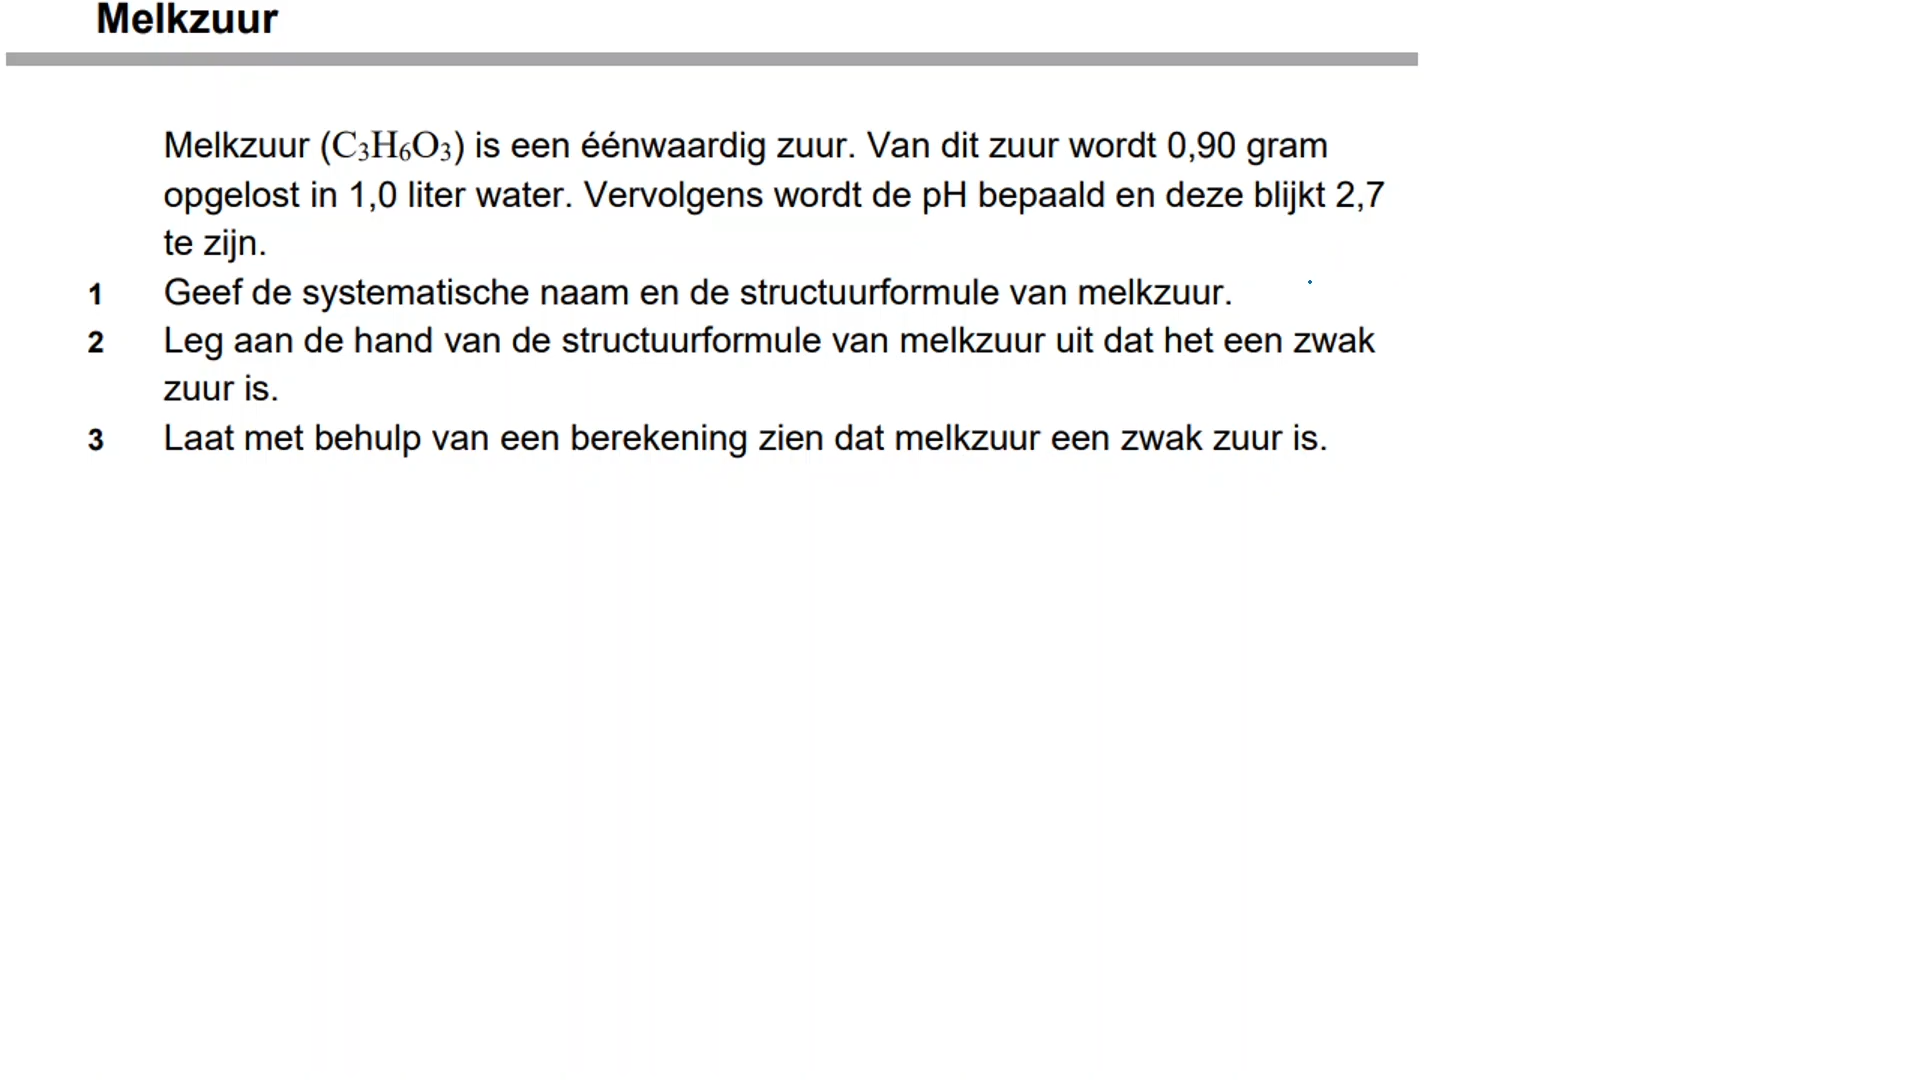 Melkzuur
Melkzuur (C₃H₆O₃) is een éénwaardig zuur. Van dit zuur wordt 0,90 gram
opgelost in 1,0 liter water. Vervolgens wordt de pH bepaald en deze blijkt 2,7
te zijn.
1 Geef de systematische naam en de structuurformule van melkzuur.
2 Leg aan de hand van de structuurformule van melkzuur uit dat het een zwak
zuur is.
3 Laat met behulp van een berekening zien dat melkzuur een zwak zuur is.